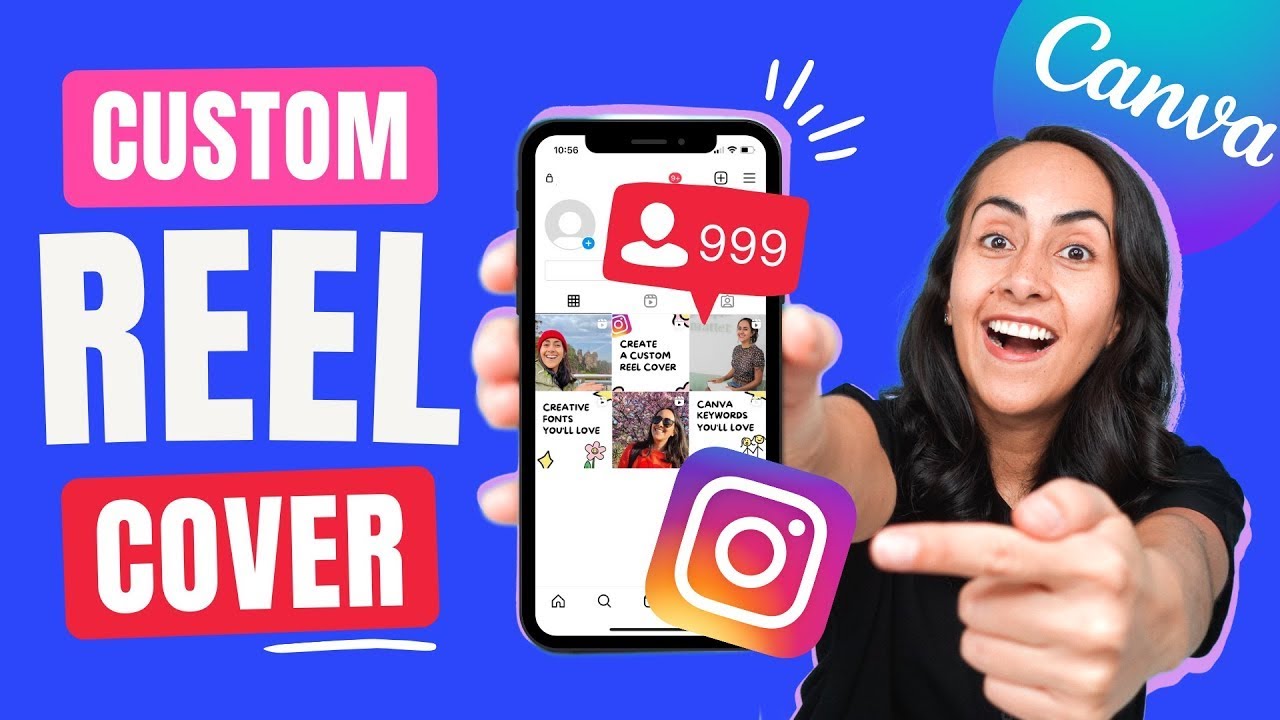 CUSTOM
REEL
COVER
10:56
9+
999
CREATE
A CUSTOM
REEL COVER
CREATIVE
FONTS
YOU'LL LOVE
CANVA
KEYWORDS
YOU'LL LOVE
Canva